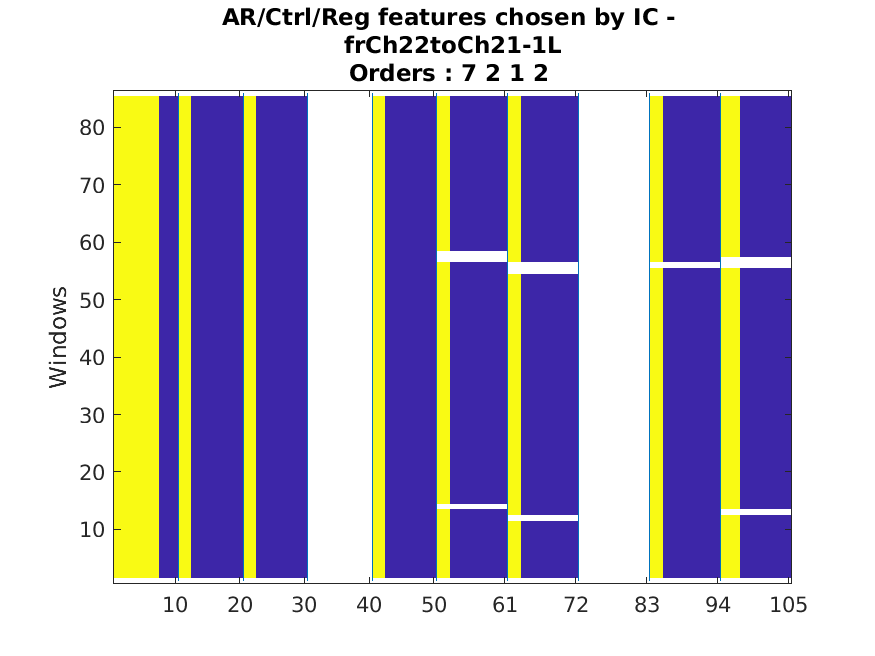 AR/Ctrl/Reg features chosen by IC -
frCh22toCh21-1L
Orders : 7 2 1 2
80
70
60
50
40
30
20
10
Windows
10 20 30 40 50 61 72 83 94 105